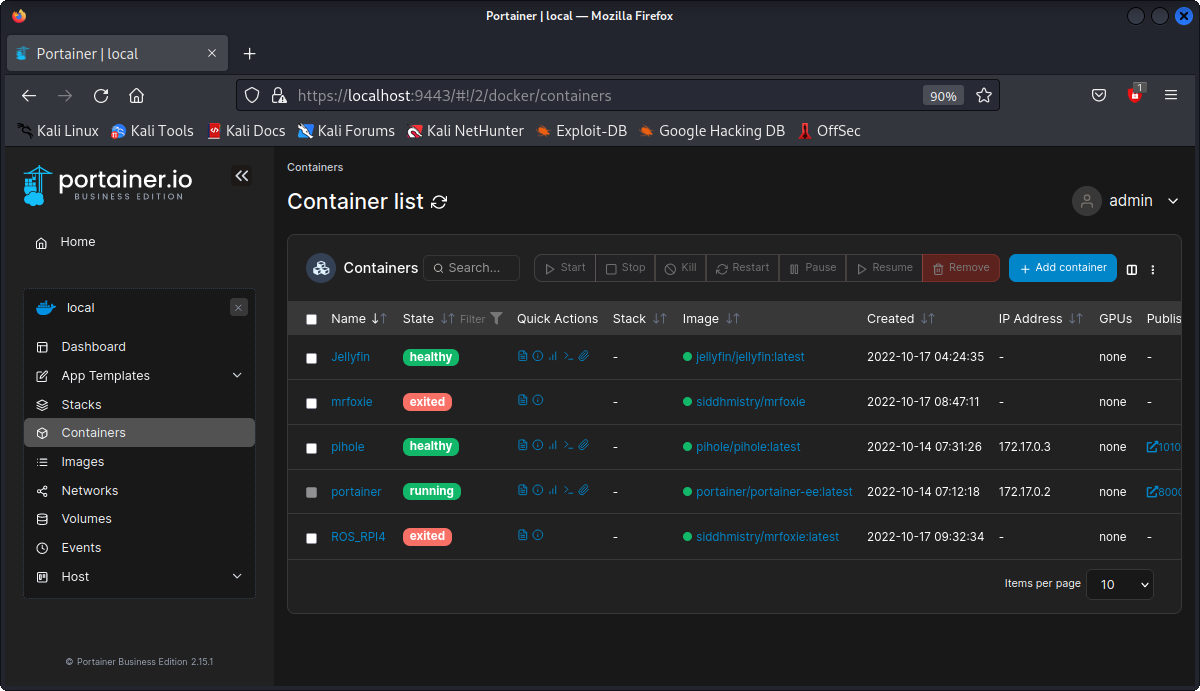 Portainer | local — Mozilla Firefox
Portainer | local
https://localhost:9443/#!/2/docker/containers 90% 1
Kali Linux Kali Tools Kali Docs Kali Forums Kali NetHunter Exploit-DB Google Hacking DB OffSec
portainer.io
BUSINESS EDITION
Home
local
Dashboard
App Templates
Stacks
Containers
Images
Networks
Volumes
Events
Host
© Portainer Business Edition 2.15.1
Containers
Container list
admin
Containers Search... Start Stop Kill Restart Pause Resume Remove + Add container
Name State Filter Quick Actions Stack Image Created IP Address GPUs Publis
Jellyfin healthy - jellyfin/jellyfin:latest 2022-10-17 04:24:35 - none -
mrfoxie exited - siddhmistry/mrfoxie 2022-10-17 08:47:11 - none -
pihole healthy - pihole/pihole:latest 2022-10-14 07:31:26 172.17.0.3 none 1010
portainer running - portainer/portainer-ee:latest 2022-10-14 07:12:18 172.17.0.2 none 8000
ROS_RPI4 exited - siddhmistry/mrfoxie:latest 2022-10-17 09:32:34 - none -
Items per page 10